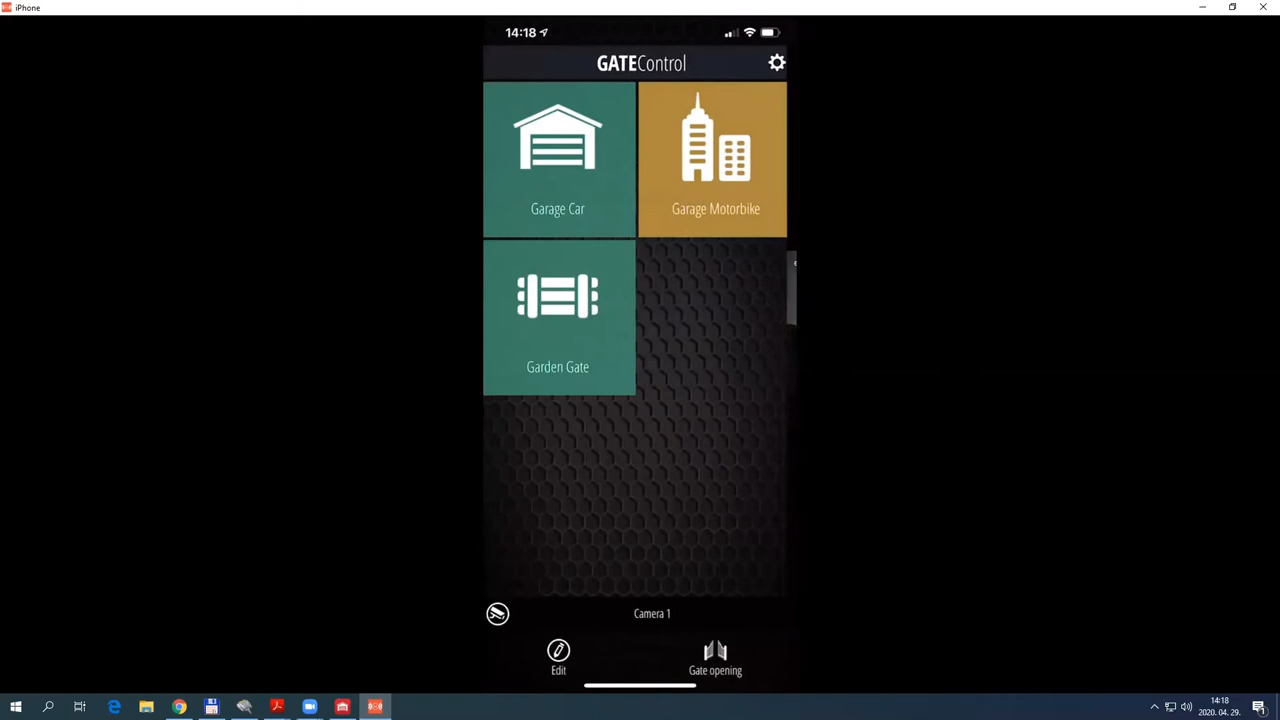 iPhone
14:18
GATEControl
Garage Car
Garage Motorbike
Garden Gate
Camera 1
Edit
Gate opening
14:18
2020. 04. 29.